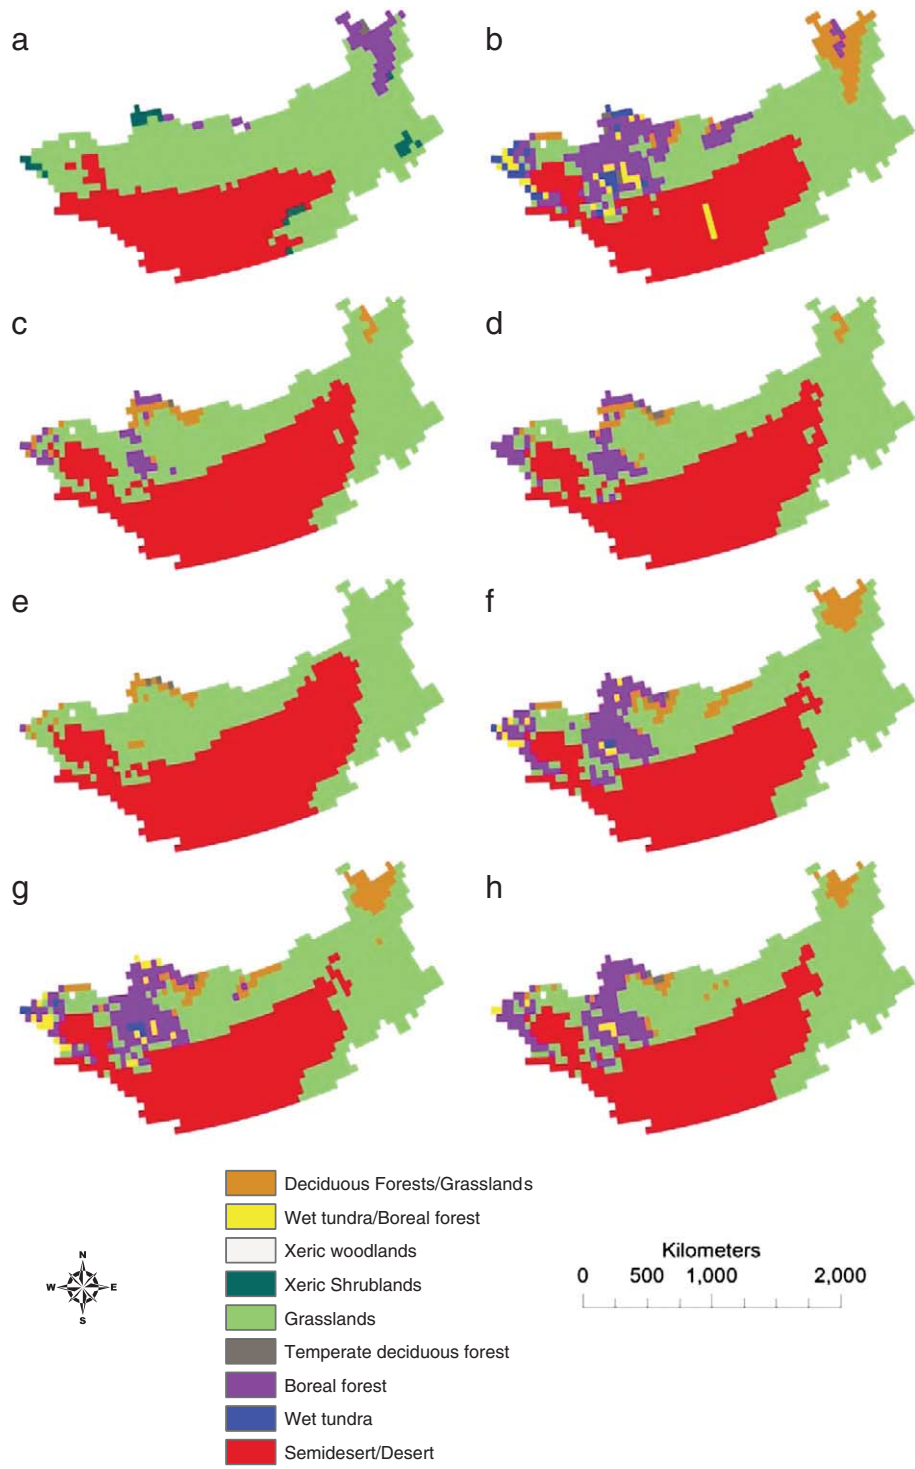 a
b
c
d
e
f
g
h
Deciduous Forests/Grasslands
Wet tundra/Boreal forest
Xeric woodlands
Xeric Shrublands
Grasslands
Temperate deciduous forest
Boreal forest
Wet tundra
Semidesert/Desert
N
W E
S
Kilometers
0 500 1,000 2,000